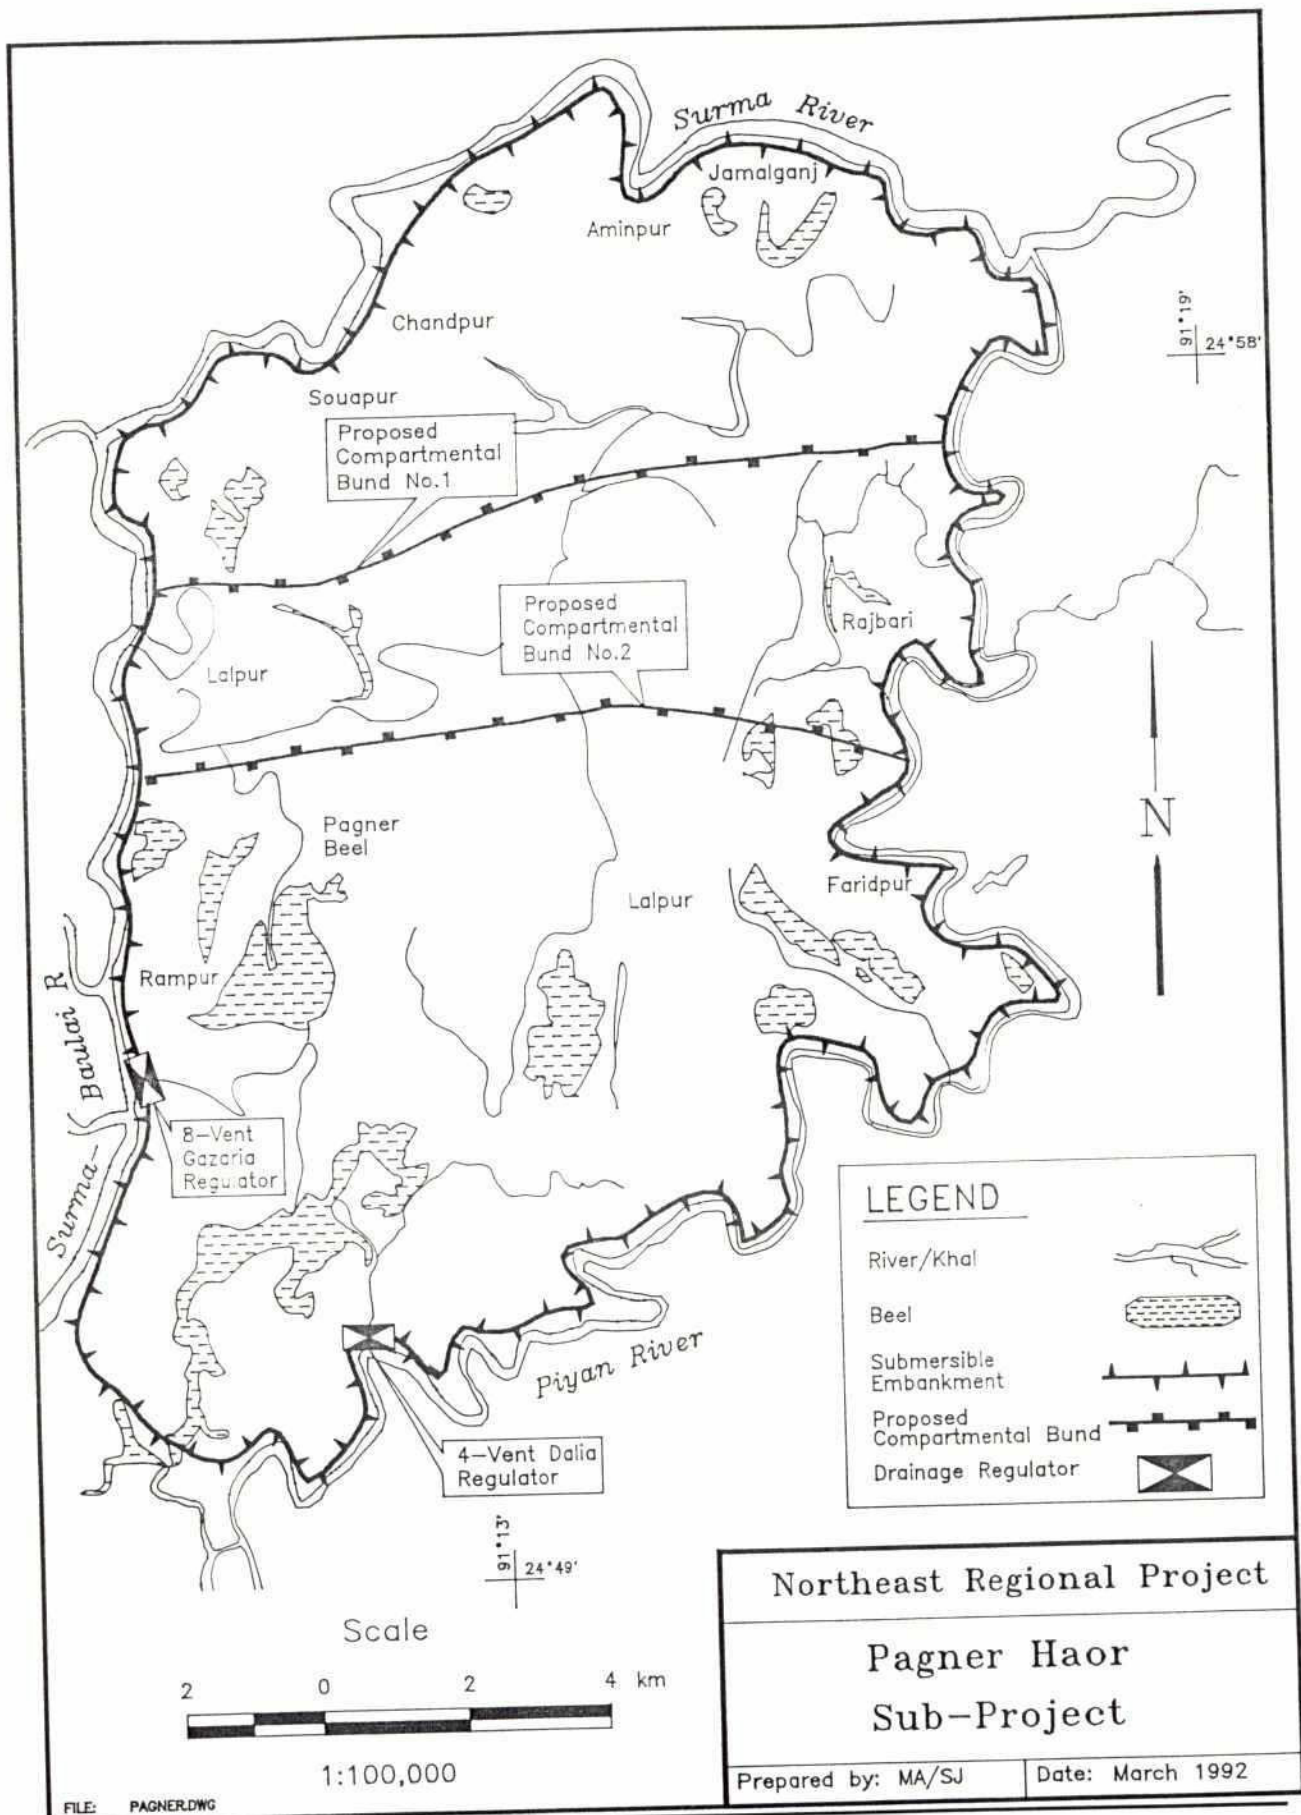 Surma River
Jamalganj
Aminpur
91°19'
24°58'
Chandpur
Souapur
Proposed
Compartmental
Bund No.1
Proposed
Compartmental
Bund No.2
Rajbari
Lalpur
N
Pagner
Beel
Faridpur
Lalpur
Rampur
Surma-Baulai R
8-Vent
Gazaria
Regulator
Piyan River
4-Vent Dalia
Regulator
LEGEND
River/Khal
Beel
Submersible
Embankment
Proposed
Compartmental Bund
Drainage Regulator
91°13'
24°49'
Scale
2 0 2 4 km
1:100,000
Northeast Regional Project
Pagner Haor
Sub-Project
Prepared by: MA/SJ
Date: March 1992
FILE: PAGNER.DWG